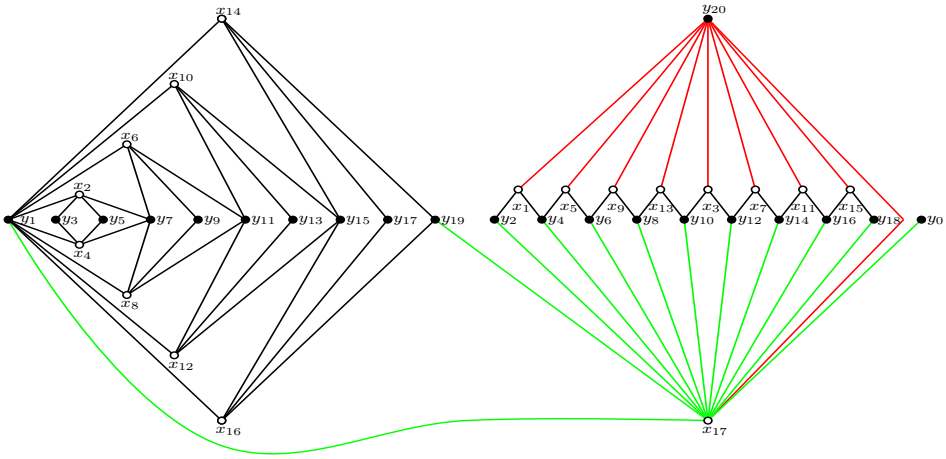 x₁₄ y₂₀
x₁₀
x₆
x₂
x₁ x₅ x₉ x₁₃ x₃ x₇ x₁₁ x₁₅
y₁ y₃ y₅ y₇ y₉ y₁₁ y₁₃ y₁₅ y₁₇ y₁₉ y₂ y₄ y₆ y₈ y₁₀ y₁₂ y₁₄ y₁₆ y₁₈ y₀
x₄
x₈
x₁₂
x₁₆ x₁₇